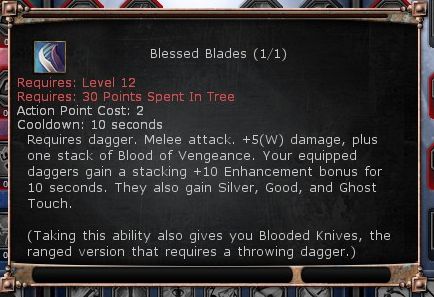 Blessed Blades (1/1)
Requires: Level 12
Requires: 30 Points Spent In Tree
Action Point Cost: 2
Cooldown: 10 seconds
Requires dagger. Melee attack. +5(W) damage, plus
one stack of Blood of Vengeance. Your equipped
daggers gain a stacking +10 Enhancement bonus for
10 seconds. They also gain Silver, Good, and Ghost
Touch.
(Taking this ability also gives you Blooded Knives, the
ranged version that requires a throwing dagger.)